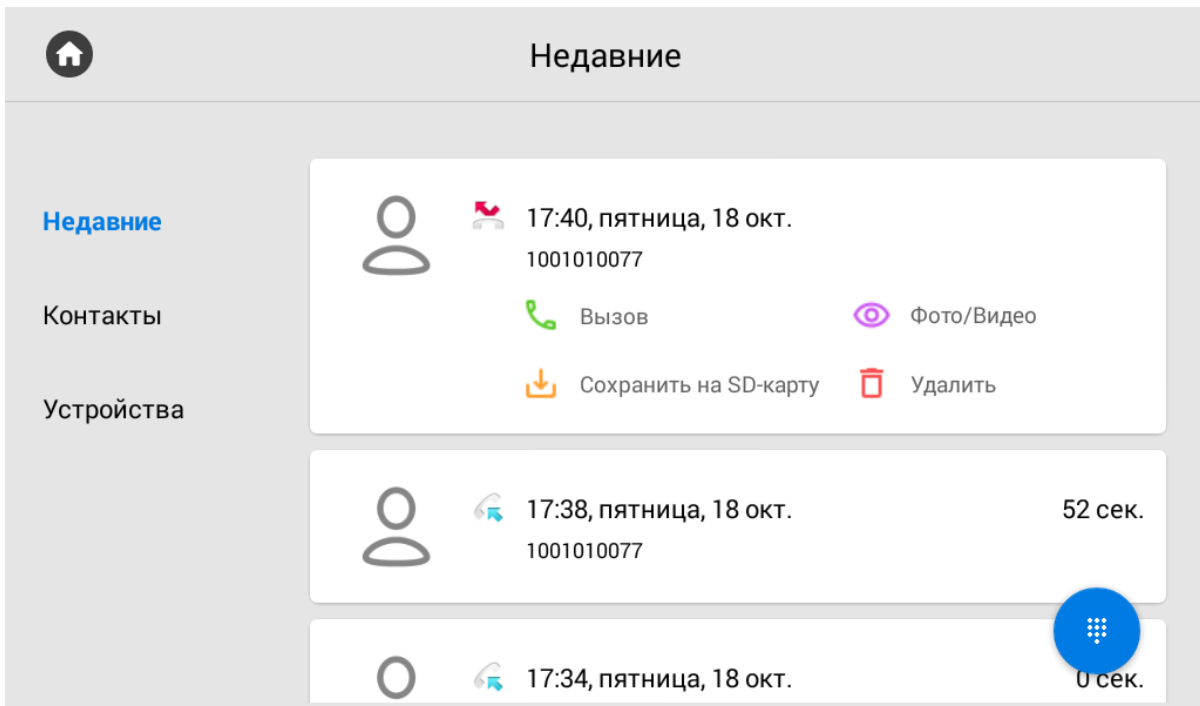 Недавние
Недавние
Контакты
Устройства
17:40, пятница, 18 окт.
1001010077
Вызов Фото/Видео
Сохранить на SD-карту Удалить
17:38, пятница, 18 окт. 52 сек.
1001010077
17:34, пятница, 18 окт. 0 сек.